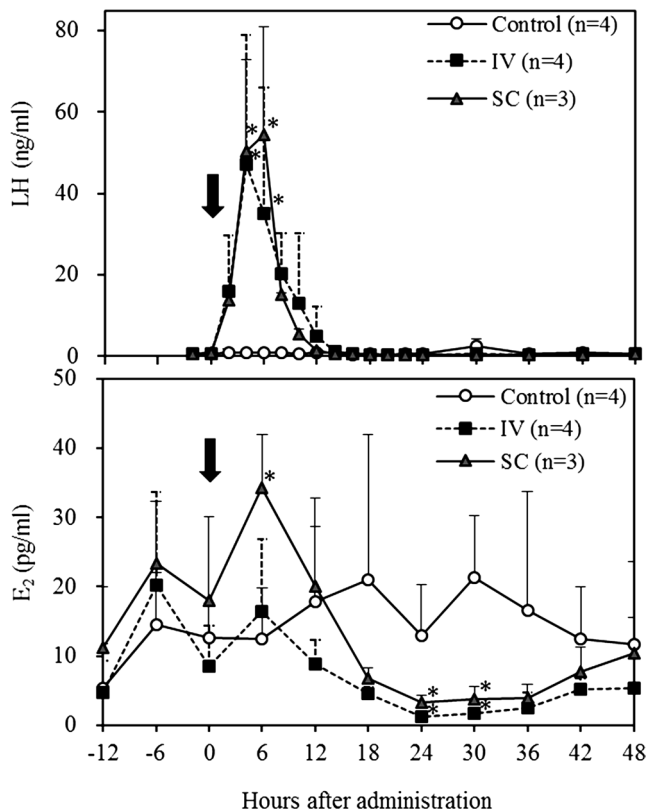 80
60
40
20
0
LH (ng/ml)
Control (n=4)
IV (n=4)
SC (n=3)
*
*
*
*
50
40
30
20
10
0
E2 (pg/ml)
Control (n=4)
IV (n=4)
SC (n=3)
*
*
*
*
*
-12 -6 0 6 12 18 24 30 36 42 48
Hours after administration